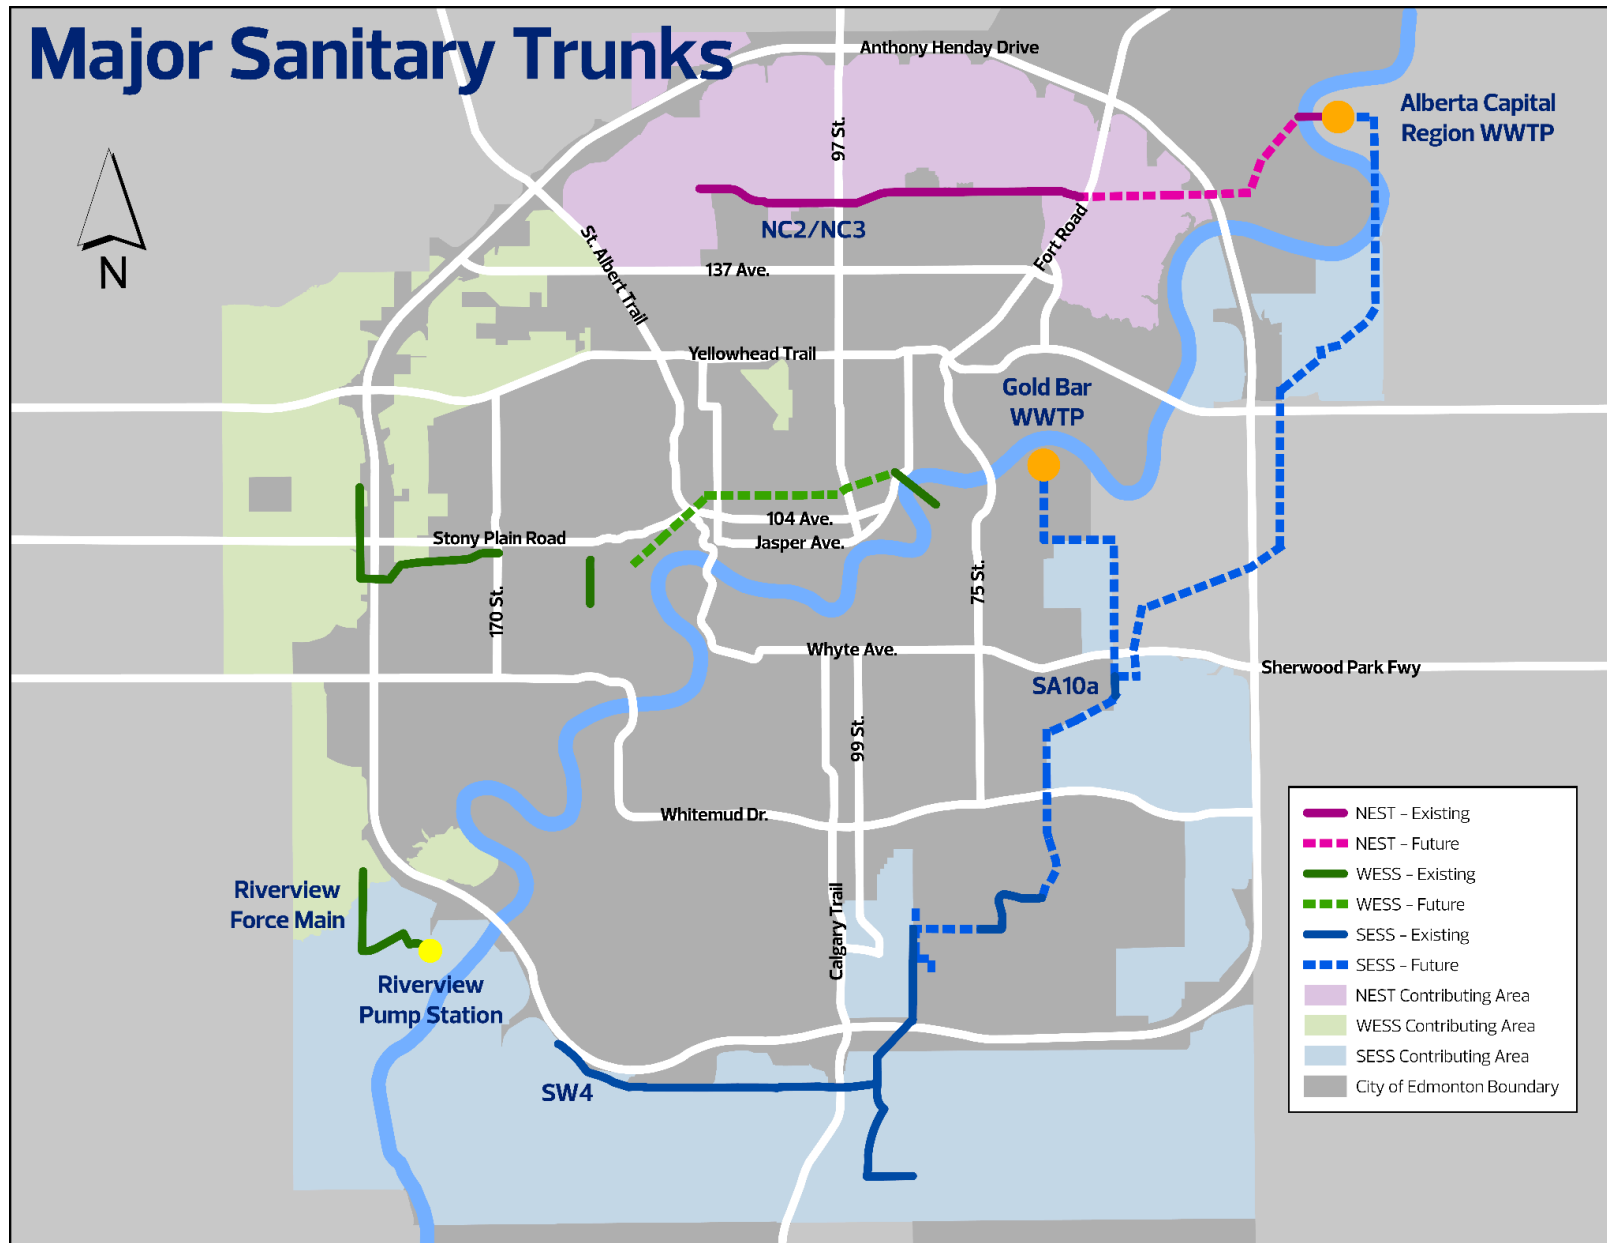 Major Sanitary Trunks
Anthony Henday Drive
Alberta Capital
Region WWTP
97 St.
N
NC2/NC3
St. Albert Trail
Fort Road
137 Ave.
Yellowhead Trail
Gold Bar
WWTP
104 Ave.
Stony Plain Road
Jasper Ave.
170 St.
75 St.
Whyte Ave.
Sherwood Park Fwy
SA10a
99 St.
Whitemud Dr.
Riverview
Force Main
Calgary Trail
Riverview
Pump Station
SW4
NEST - Existing
NEST - Future
WESS - Existing
WESS - Future
SESS - Existing
SESS - Future
NEST Contributing Area
WESS Contributing Area
SESS Contributing Area
City of Edmonton Boundary